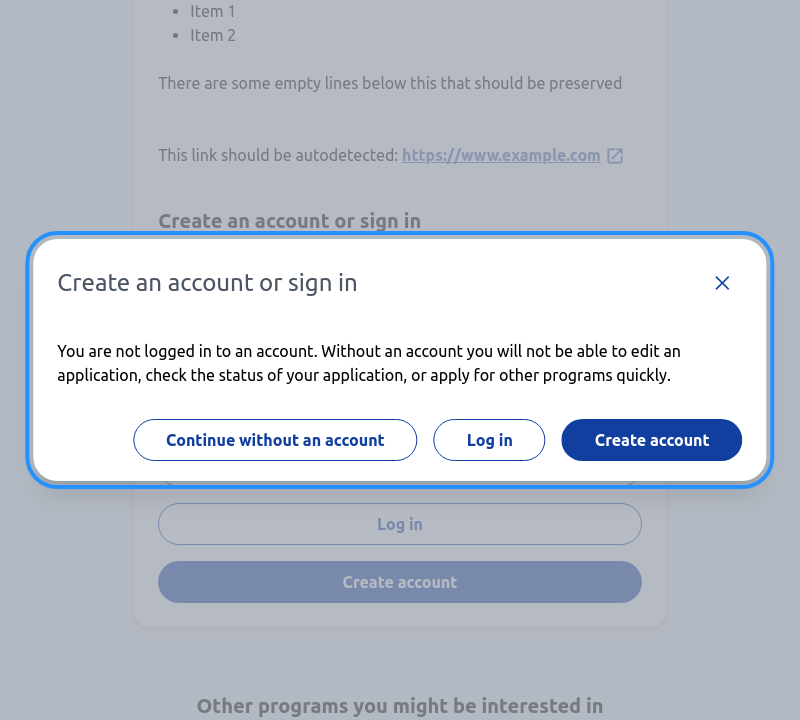 Item 1
Item 2
There are some empty lines below this that should be preserved
This link should be autodetected: https://www.example.com
Create an account or sign in
Create an account or sign in
You are not logged in to an account. Without an account you will not be able to edit an
application, check the status of your application, or apply for other programs quickly.
Continue without an account
Log in
Create account
Log in
Create account
Other programs you might be interested in